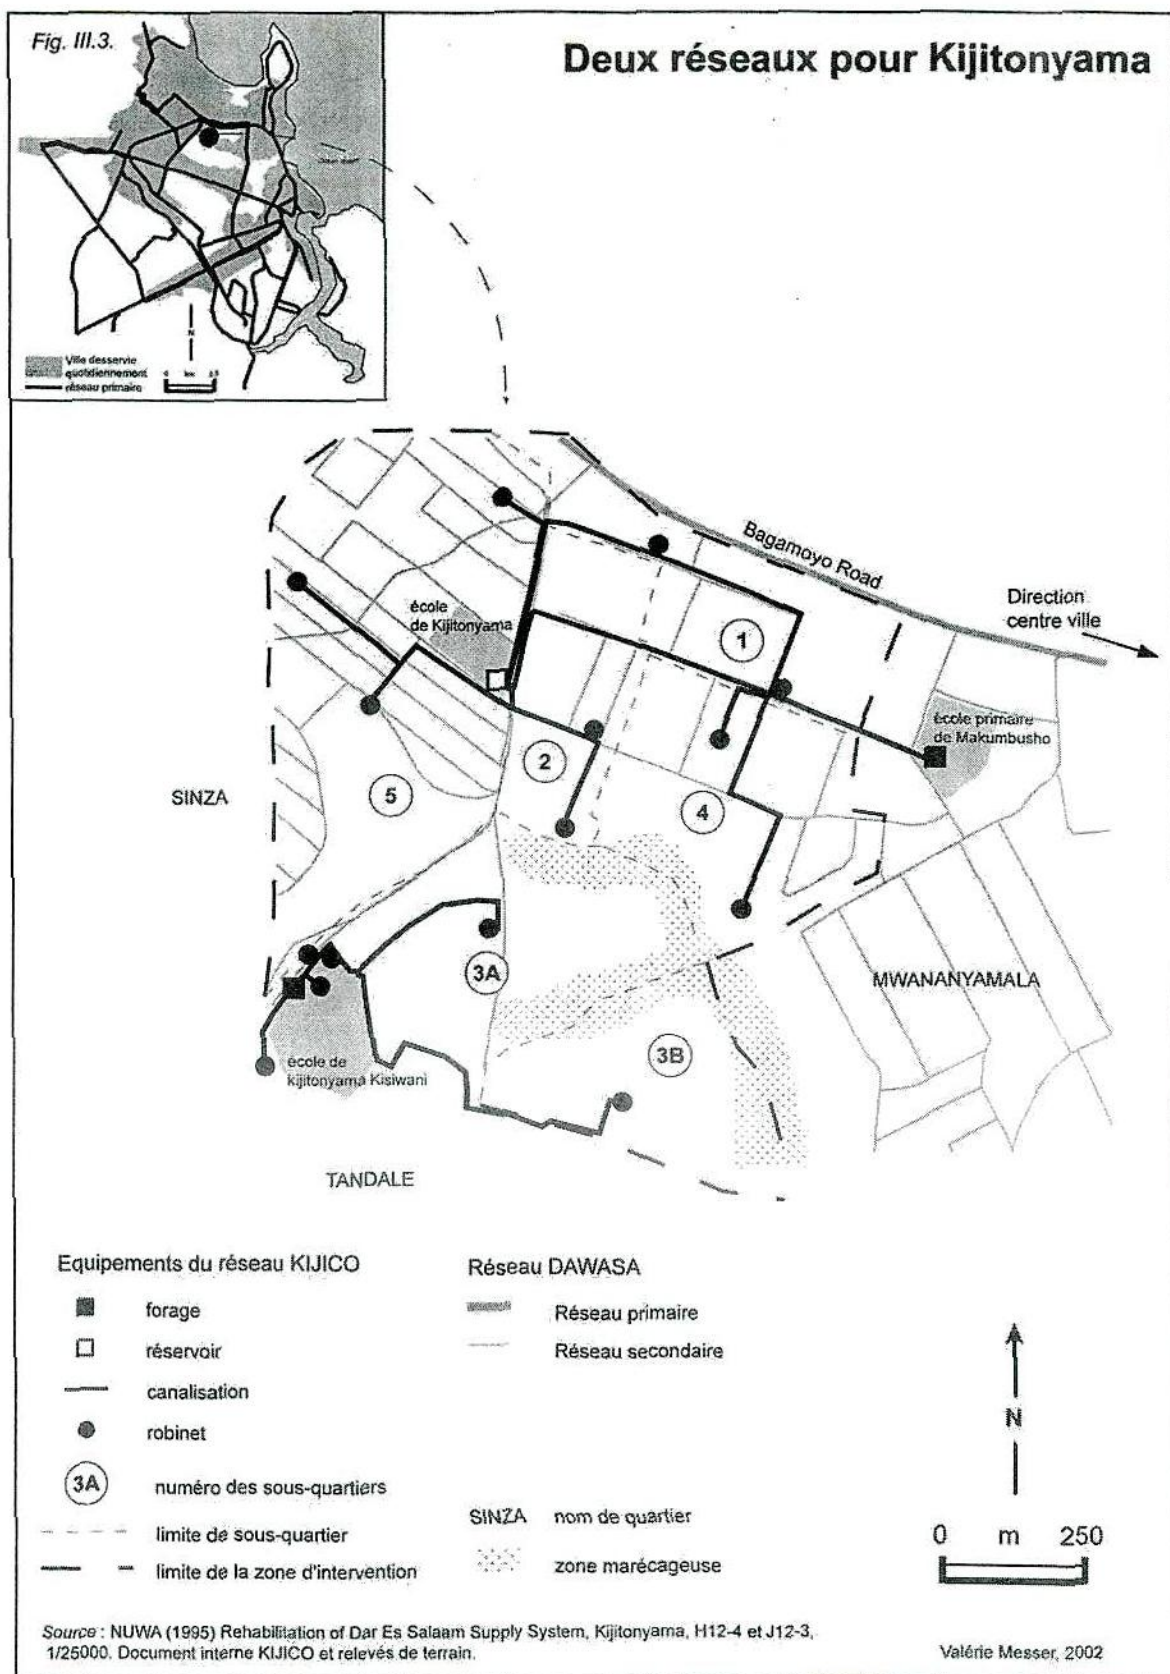 Fig. III.3.
Deux réseaux pour Kijitonyama
N
Ville desservie
quotidiennement
réseau primaire
0 km 2.5
Bagamoyo Road
Direction
centre ville
école
de Kijitonyama
1
école primaire
de Makumbusho
2
SINZA
5
4
3A
MWANANYAMALA
3B
école de
kijitonyama Kisiwani
TANDALE
Equipements du réseau KIJICO
forage
réservoir
canalisation
robinet
3A numéro des sous-quartiers
limite de sous-quartier
limite de la zone d'intervention
Réseau DAWASA
Réseau primaire
Réseau secondaire
SINZA nom de quartier
zone marécageuse
N
0 m 250
Source : NUWA (1995) Rehabilitation of Dar Es Salaam Supply System, Kijitonyama, H12-4 et J12-3,
1/25000. Document interne KIJICO et relevés de terrain.
Valérie Messer, 2002